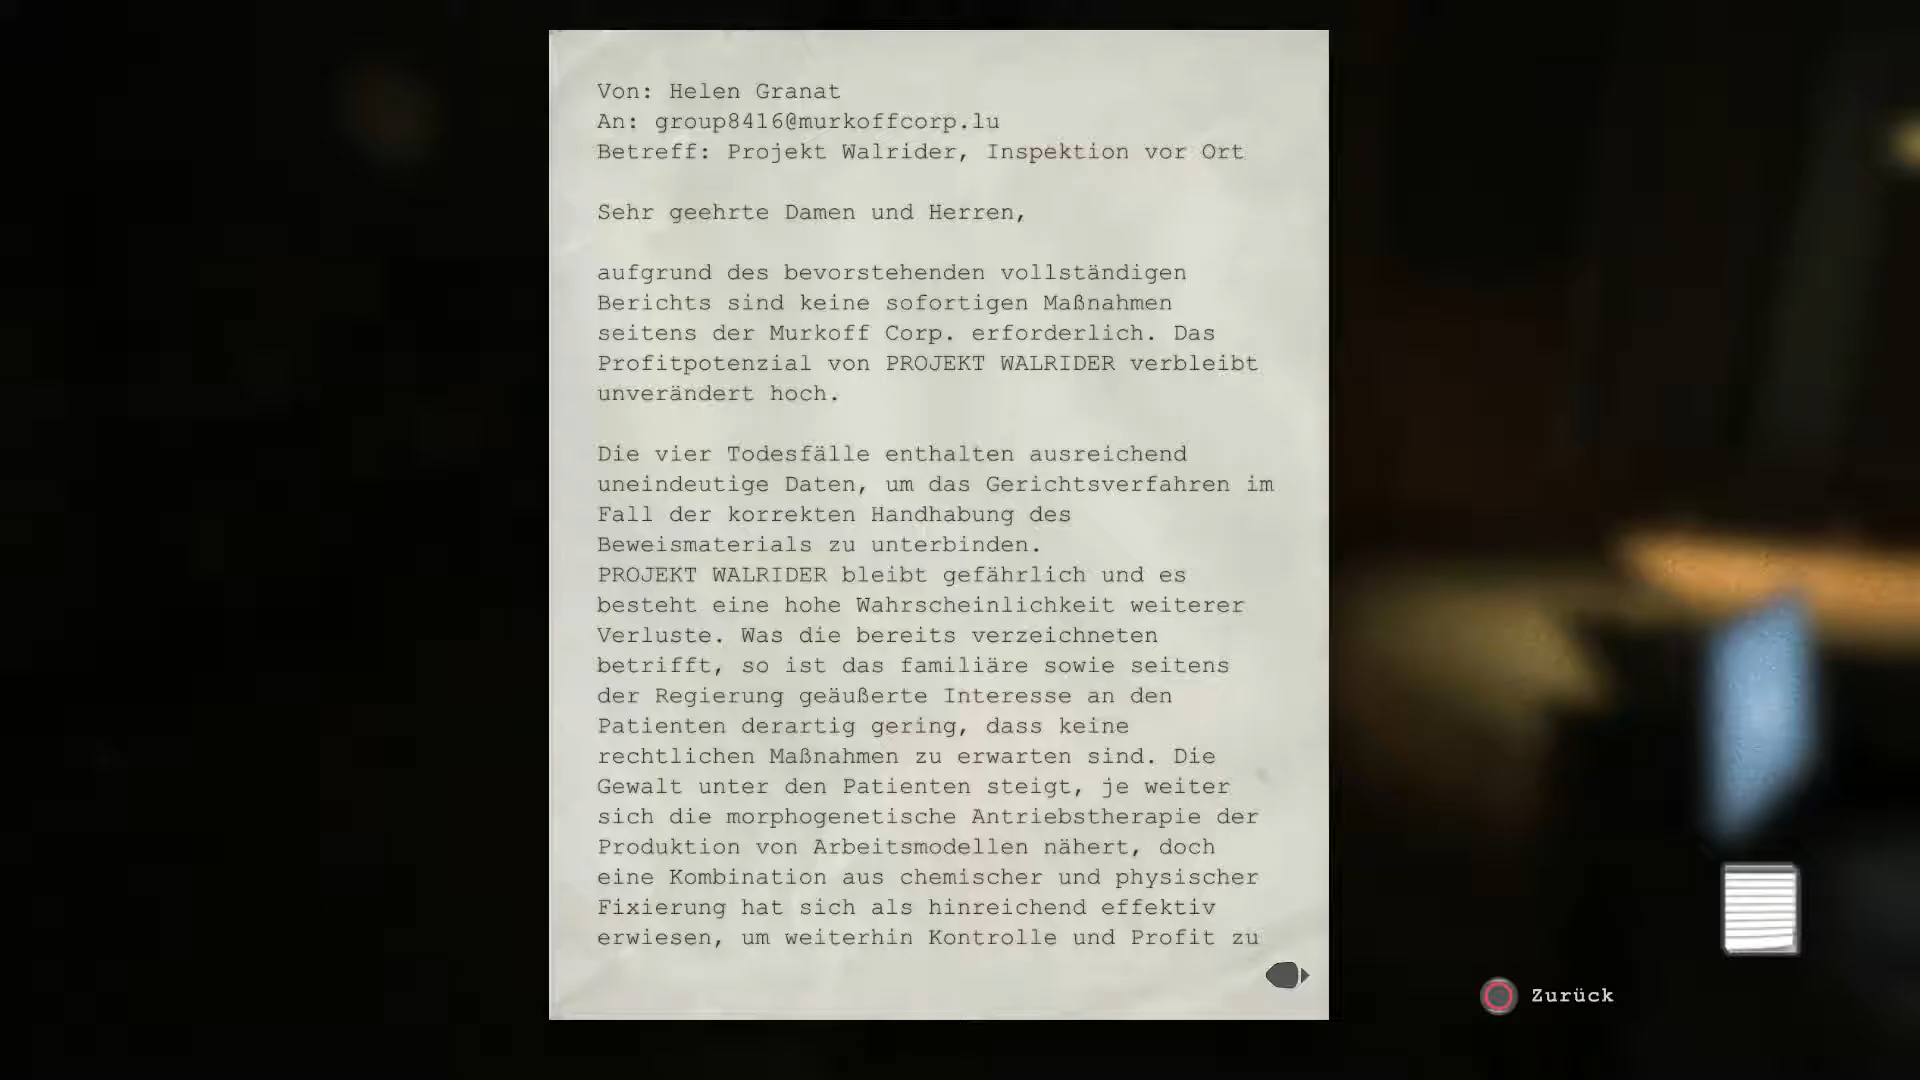 Von: Helen Granat
An: group8416@murkoffcorp.lu
Betreff: Projekt Walrider, Inspektion vor Ort
Sehr geehrte Damen und Herren,
aufgrund des bevorstehenden vollständigen
Berichts sind keine sofortigen Maßnahmen
seitens der Murkoff Corp. erforderlich. Das
Profitpotenzial von PROJEKT WALRIDER verbleibt
unverändert hoch.
Die vier Todesfälle enthalten ausreichend
uneindeutige Daten, um das Gerichtsverfahren im
Fall der korrekten Handhabung des
Beweismaterials zu unterbinden.
PROJEKT WALRIDER bleibt gefährlich und es
besteht eine hohe Wahrscheinlichkeit weiterer
Verluste. Was die bereits verzeichneten
betrifft, so ist das familiäre sowie seitens
der Regierung geäußerte Interesse an den
Patienten derartig gering, dass keine
rechtlichen Maßnahmen zu erwarten sind. Die
Gewalt unter den Patienten steigt, je weiter
sich die morphogenetische Antriebstherapie der
Produktion von Arbeitsmodellen nähert, doch
eine Kombination aus chemischer und physischer
Fixierung hat sich als hinreichend effektiv
erwiesen, um weiterhin Kontrolle und Profit zu
Zurück